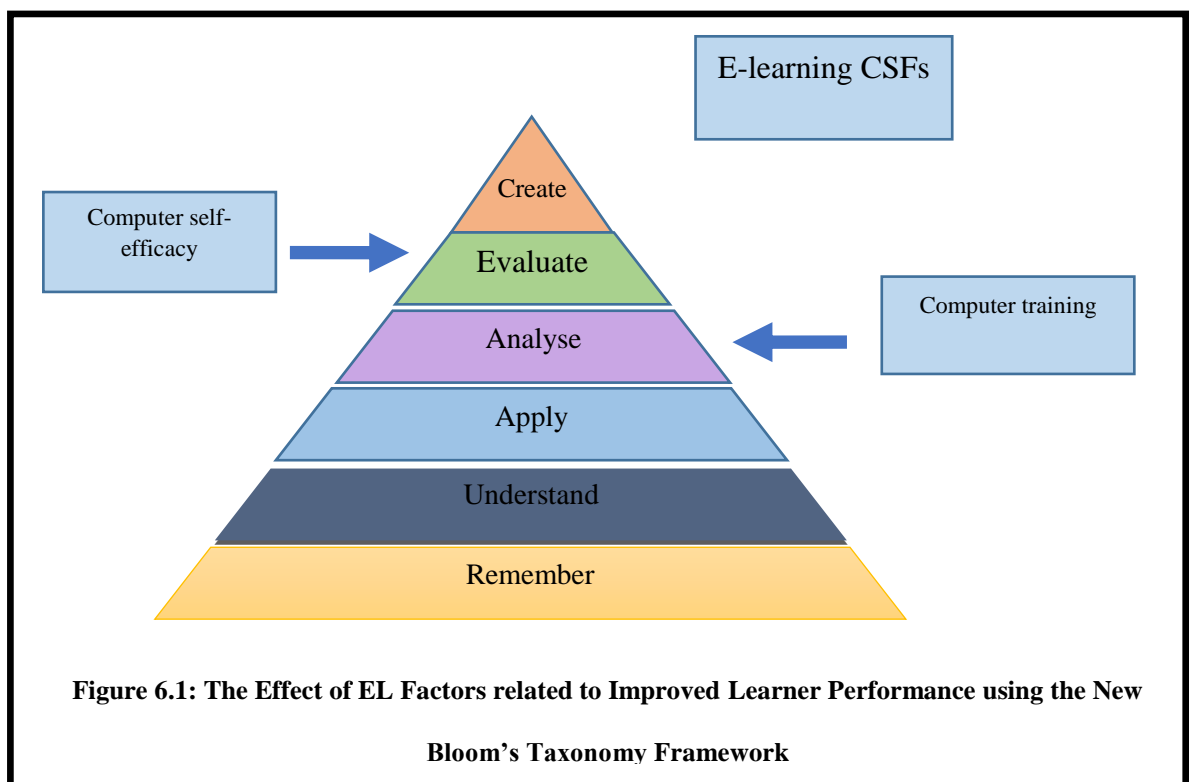 E-learning CSFs
Create
Computer self-
efficacy
Evaluate
Computer training
Analyse
Apply
Understand
Remember
Figure 6.1: The Effect of EL Factors related to Improved Learner Performance using the New
Bloom's Taxonomy Framework